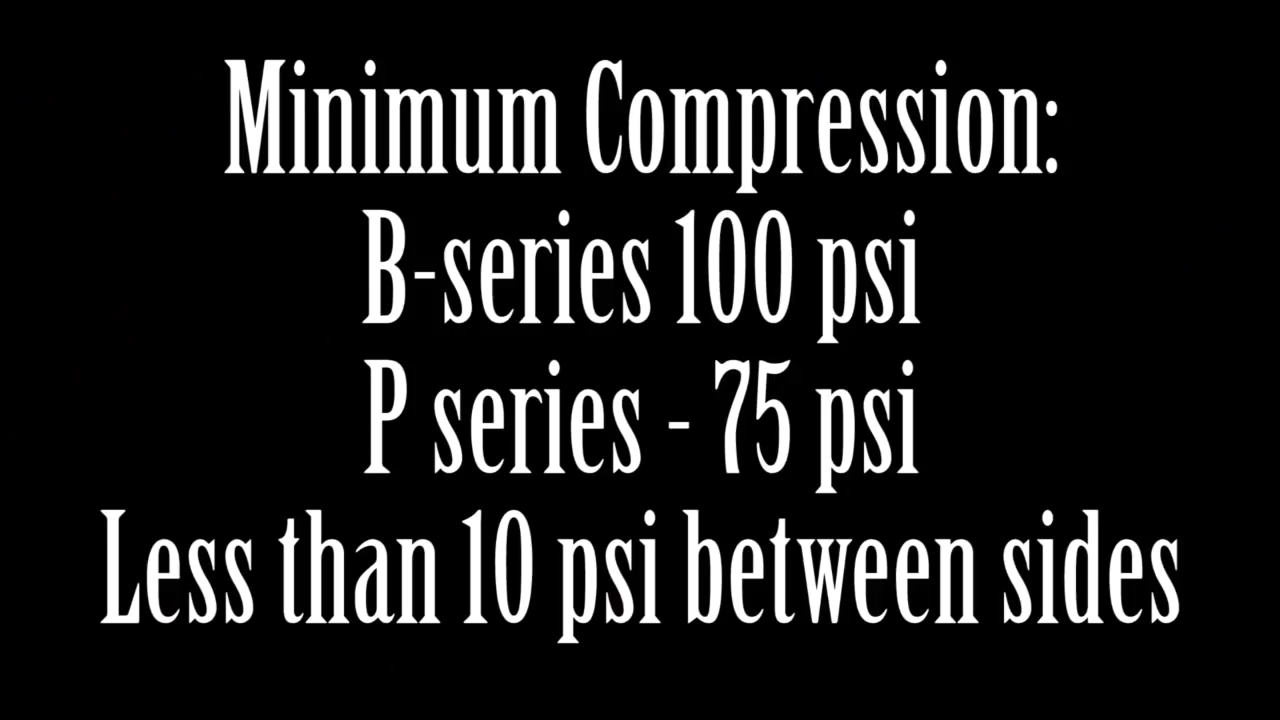 Minimum Compression:
B-series 100 psi
P series - 75 psi
Less than 10 psi between sides